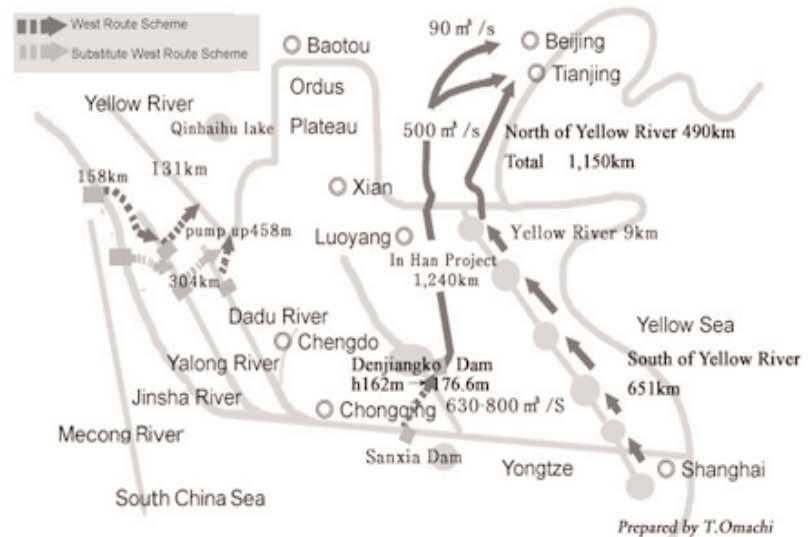 West Route Scheme
Substitute West Route Scheme
90 m³/s
Beijing
Baotou
Tianjing
Ordus
Plateau
Yellow River
Qinhaihu lake
500 m³/s
North of Yellow River 490km
Total 1,150km
131km
158km
Xian
pump up458m
Luoyang
Yellow River 9km
In Han Project
1,240km
304km
Dadu River
Chengdo
Yellow Sea
Yalong River
Denjiangko Dam
h162m → 176.6m
South of Yellow River
651km
Jinsha River
Chongqing
630-800 m³/S
Mecong River
Sanxia Dam
Yongtze
Shanghai
South China Sea
Prepared by T.Omachi